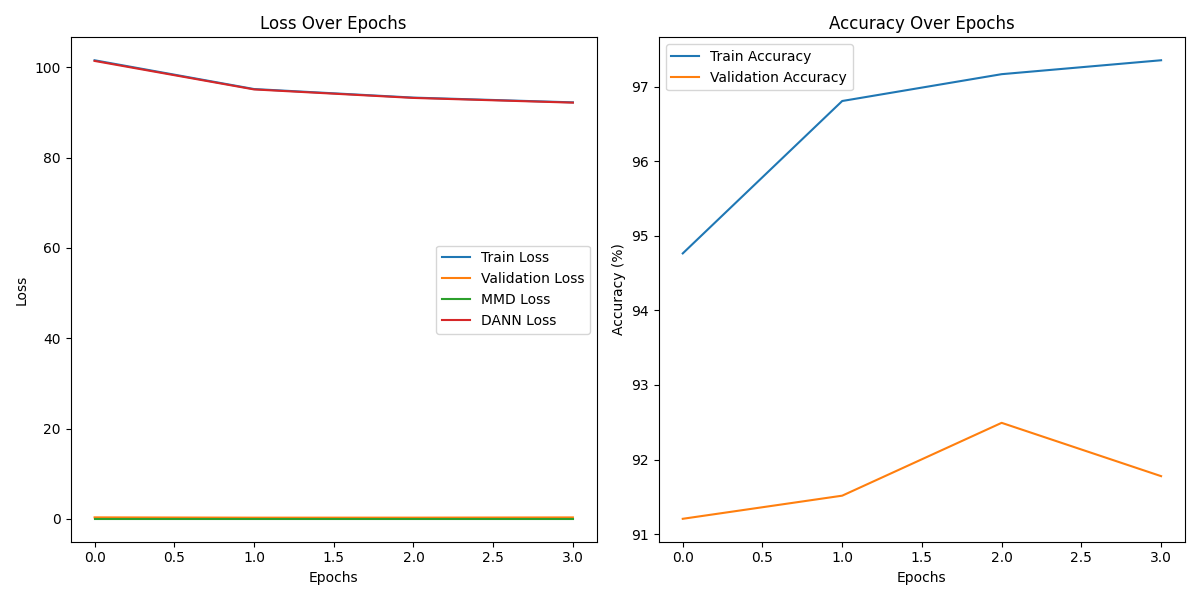 Loss Over Epochs
100
80
60
40
20
0
Loss
0.0 0.5 1.0 1.5 2.0 2.5 3.0
Epochs
Train Loss
Validation Loss
MMD Loss
DANN Loss
Accuracy Over Epochs
97
96
95
94
93
92
91
Accuracy (%)
0.0 0.5 1.0 1.5 2.0 2.5 3.0
Epochs
Train Accuracy
Validation Accuracy